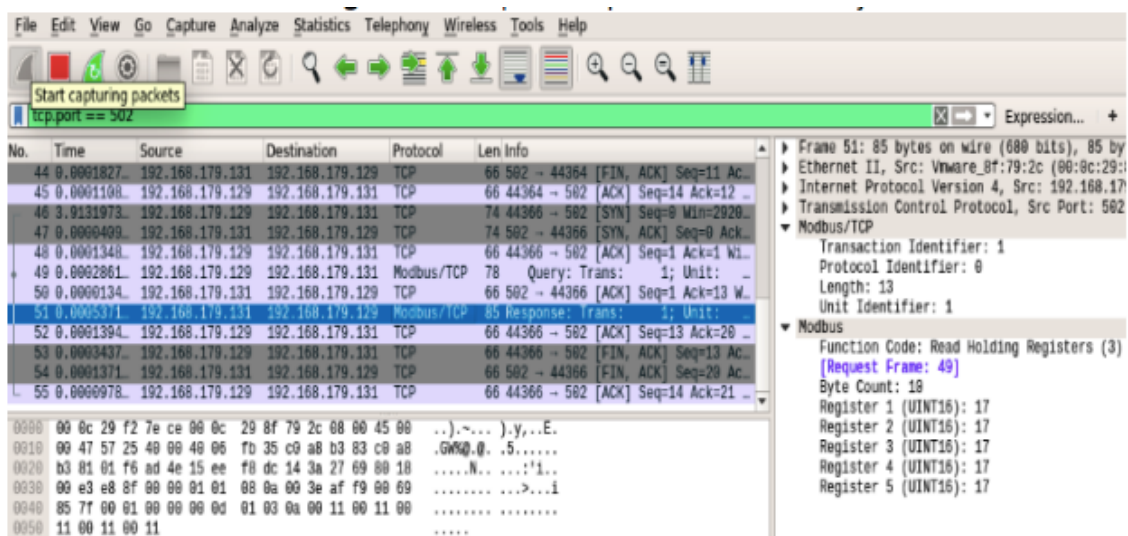 File Edit View Go Capture Analyze Statistics Telephony Wireless Tools Help
Start capturing packets
tcp.port == 502
Expression... +
No. Time Source Destination Protocol Len Info
44 0.0001827… 192.168.179.131 192.168.179.129 TCP 66 502 → 44364 [FIN, ACK] Seq=11 Ac…
45 0.0001108… 192.168.179.129 192.168.179.131 TCP 66 44364 → 502 [ACK] Seq=14 Ack=12 …
46 3.9131973… 192.168.179.129 192.168.179.131 TCP 74 44366 → 502 [SYN] Seq=0 Win=2920…
47 0.0000409… 192.168.179.131 192.168.179.129 TCP 74 502 → 44366 [SYN, ACK] Seq=0 Ack…
48 0.0001348… 192.168.179.129 192.168.179.131 TCP 66 44366 → 502 [ACK] Seq=1 Ack=1 Wi…
49 0.0002861… 192.168.179.129 192.168.179.131 Modbus/TCP 78 Query: Trans: 1; Unit: …
50 0.0000134… 192.168.179.131 192.168.179.129 TCP 66 502 → 44366 [ACK] Seq=1 Ack=13 W…
51 0.0005371… 192.168.179.131 192.168.179.129 Modbus/TCP 85 Response: Trans: 1; Unit: …
52 0.0001394… 192.168.179.129 192.168.179.131 TCP 66 44366 → 502 [ACK] Seq=13 Ack=20 …
53 0.0003437… 192.168.179.129 192.168.179.131 TCP 66 44366 → 502 [FIN, ACK] Seq=13 Ac…
54 0.0001371… 192.168.179.131 192.168.179.129 TCP 66 502 → 44366 [FIN, ACK] Seq=20 Ac…
55 0.0000978… 192.168.179.129 192.168.179.131 TCP 66 44366 → 502 [ACK] Seq=14 Ack=21 …
Frame 51: 85 bytes on wire (680 bits), 85 by
Ethernet II, Src: Vmware_8f:79:2c (00:0c:29:
Internet Protocol Version 4, Src: 192.168.17
Transmission Control Protocol, Src Port: 502
Modbus/TCP
Transaction Identifier: 1
Protocol Identifier: 0
Length: 13
Unit Identifier: 1
Modbus
Function Code: Read Holding Registers (3)
[Request Frame: 49]
Byte Count: 10
Register 1 (UINT16): 17
Register 2 (UINT16): 17
Register 3 (UINT16): 17
Register 4 (UINT16): 17
Register 5 (UINT16): 17
0000 00 0c 29 f2 7e ce 00 0c 29 8f 79 2c 08 00 45 00 ..).~... ).y,..E.
0010 00 47 57 25 40 00 40 06 fb 35 c0 a8 b3 83 c0 a8 .GW%@.@. .5......
0020 b3 81 01 f6 ad 4e 15 ee f8 dc 14 3a 27 69 80 18 .....N.. ...:'i..
0030 00 e3 e8 8f 00 00 01 01 08 0a 00 3e af f9 00 69 ........ ...>...i
0040 85 7f 00 01 00 00 00 0d 01 03 0a 00 11 00 11 00 ........ ........
0050 11 00 11 00 11 .....